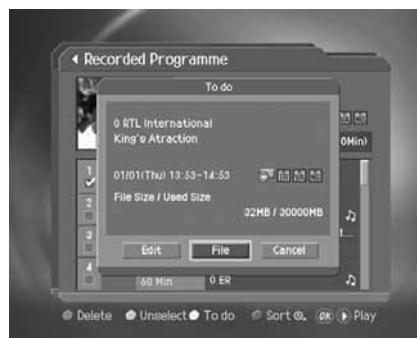 Recorded Programme
To do
0 RTL International
King's Atraction
0Min)
01/01(Thu) 13:53-14:53
File Size / Used Size
32MB / 30000MB
1
2
3
4
Edit
File
Cancel
60 Min
0 ER
Delete
Unselect
To do
Sort
OK
Play